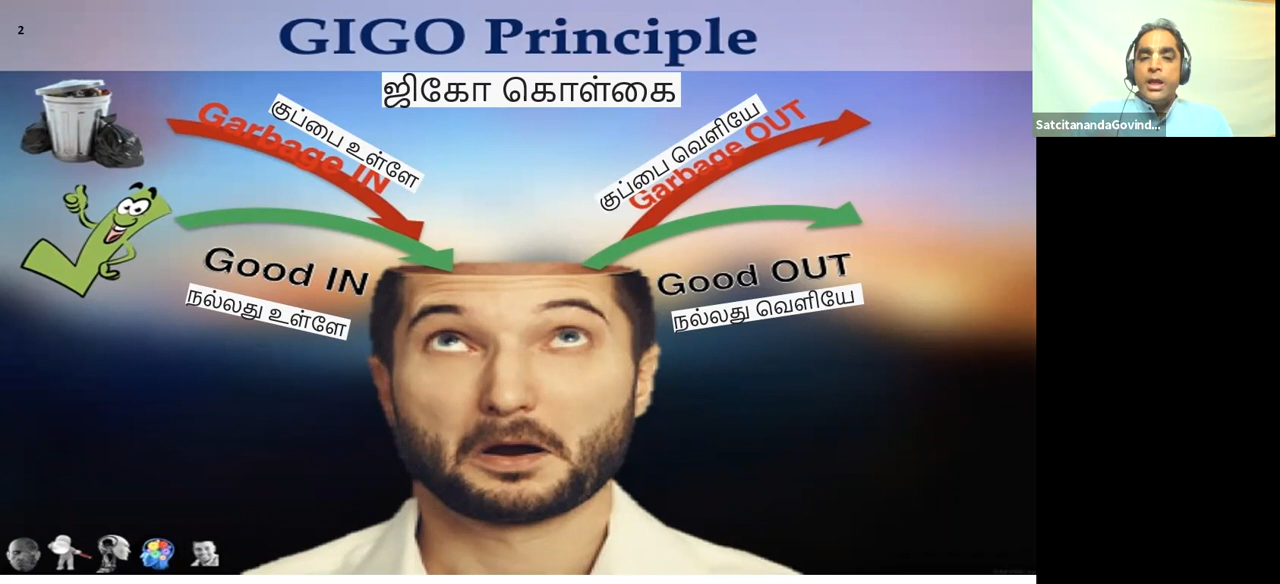 2
GIGO Principle
ஜிகோ கொள்கை
Garbage IN
குப்பை உள்ளே
Garbage OUT
குப்பை வெளியே
Good IN
நல்லது உள்ளே
Good OUT
நல்லது வெளியே
SatcitanandaGovind...